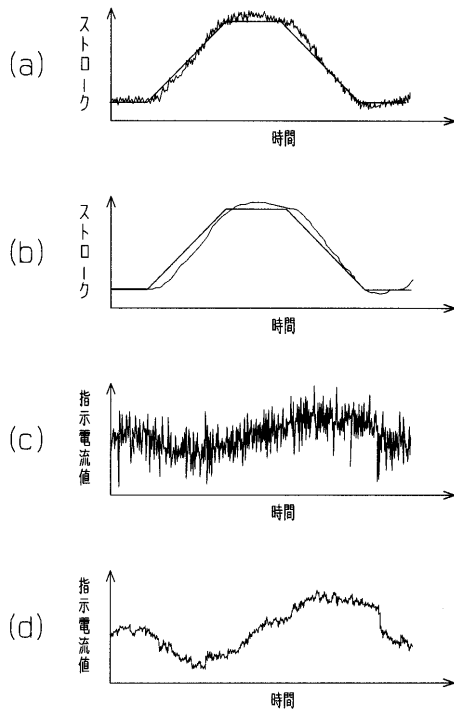 (a)
ストローク
時間
(b)
ストローク
時間
(c)
指示電流値
時間
(d)
指示電流値
時間